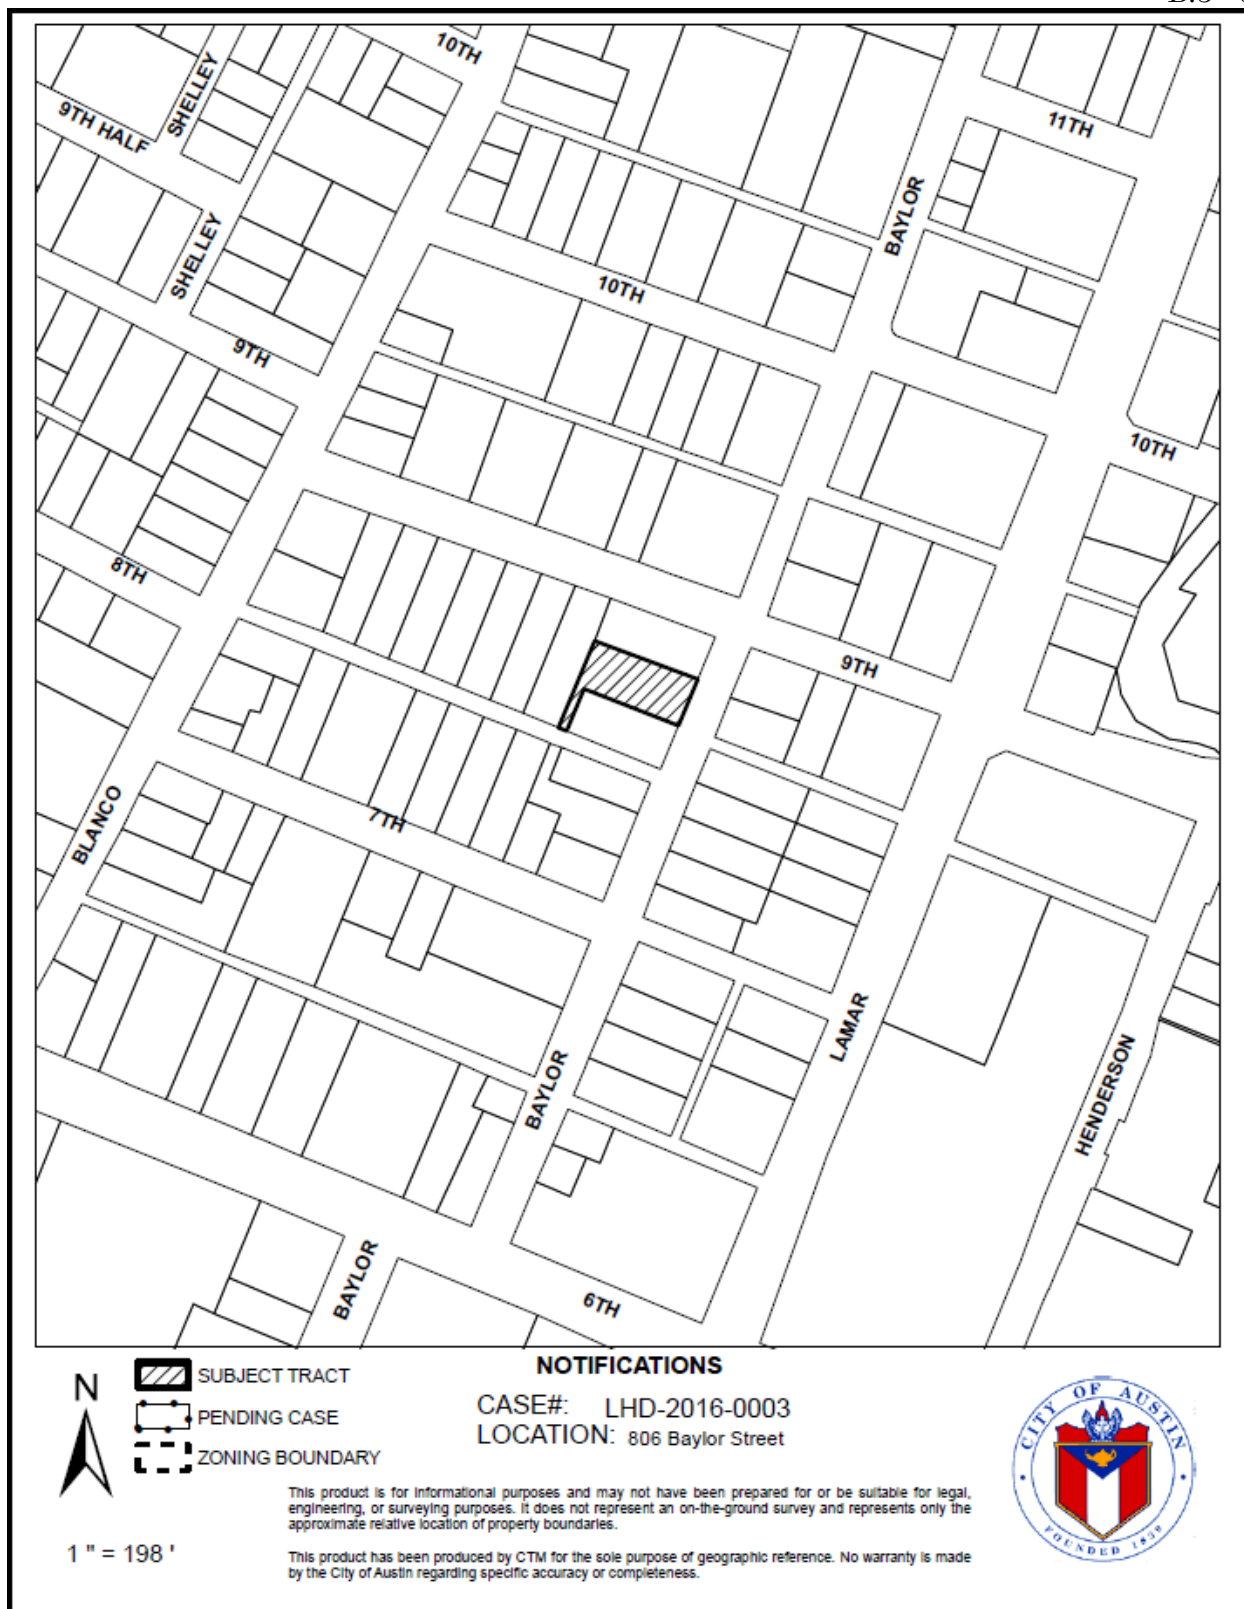 10TH
SHELLEY
9TH HALF
11TH
BAYLOR
SHELLEY
10TH
9TH
10TH
8TH
9TH
BLANCO
7TH
LAMAR
HENDERSON
BAYLOR
BAYLOR
6TH
N
SUBJECT TRACT
PENDING CASE
ZONING BOUNDARY
1 " = 198 '
NOTIFICATIONS
CASE#: LHD-2016-0003
LOCATION: 806 Baylor Street
This product is for informational purposes and may not have been prepared for or be suitable for legal,
engineering, or surveying purposes. It does not represent an on-the-ground survey and represents only the
approximate relative location of property boundaries.
This product has been produced by CTM for the sole purpose of geographic reference. No warranty is made
by the City of Austin regarding specific accuracy or completeness.
CITY OF AUSTIN
FOUNDED 1839